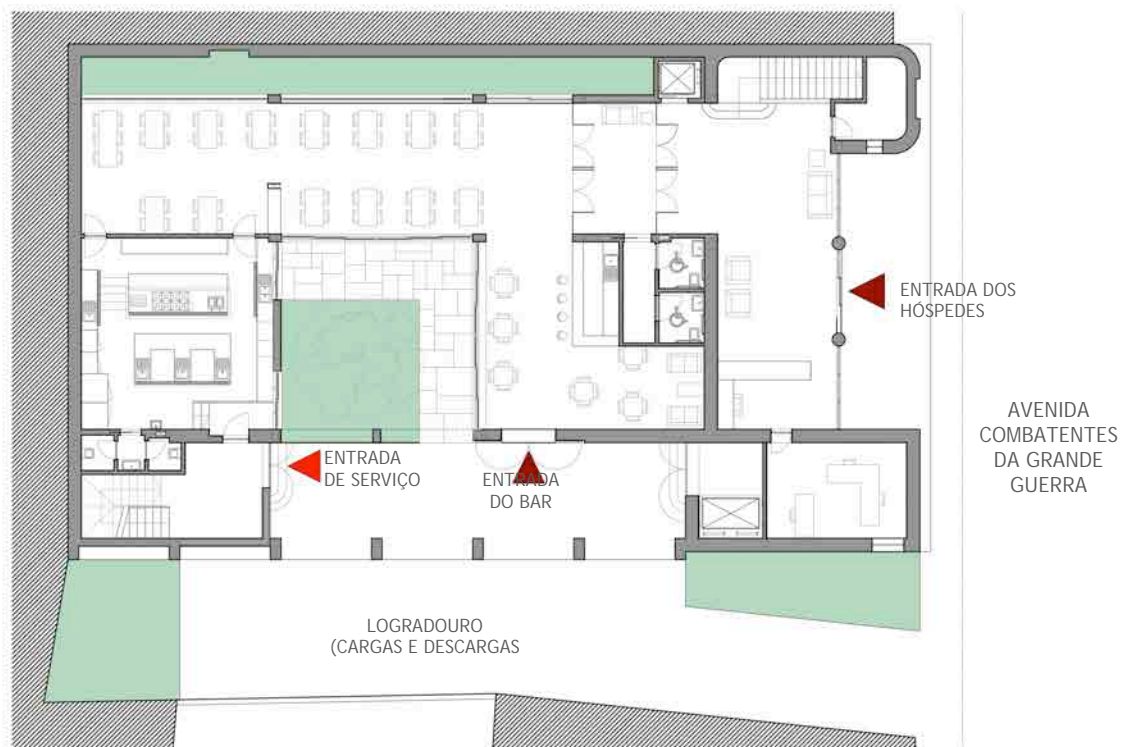 ENTRADA DOS
HÓSPEDES
AVENIDA
COMBATENTES
DA GRANDE
GUERRA
ENTRADA
DE SERVIÇO
ENTRADA
DO BAR
LOGRADOURO
(CARGAS E DESCARGAS